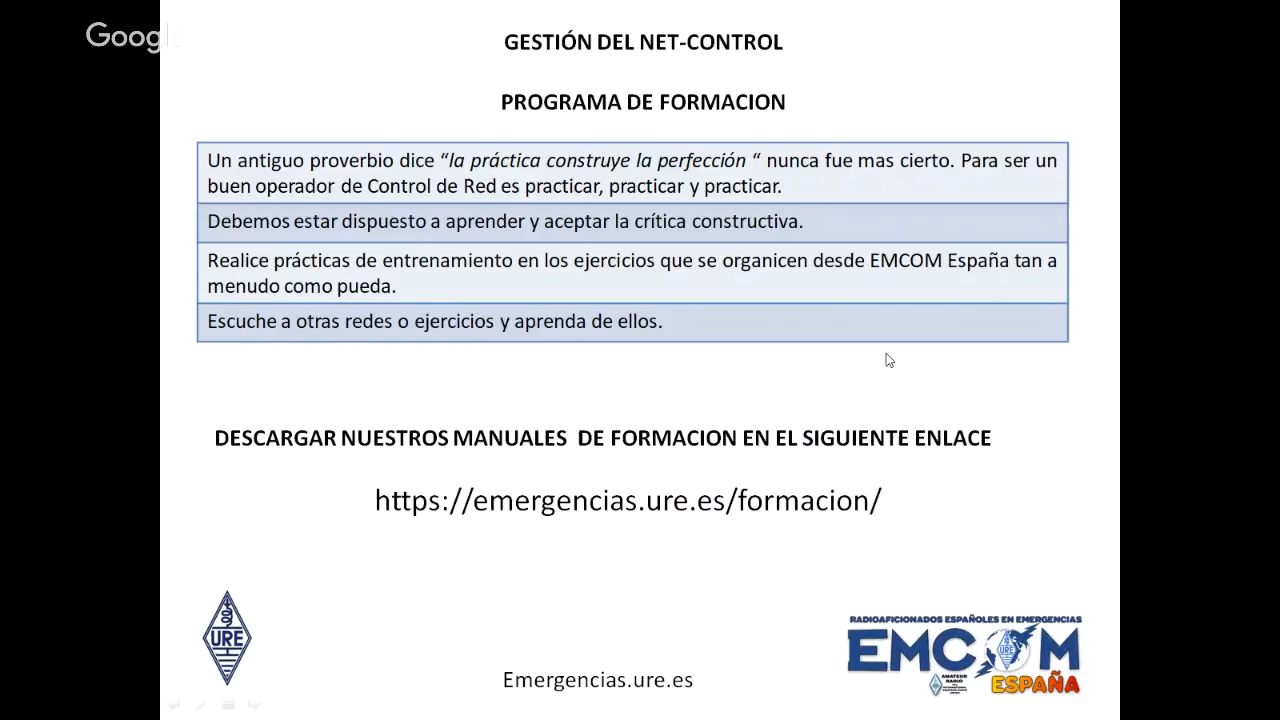 Google
GESTIÓN DEL NET-CONTROL
PROGRAMA DE FORMACION
Un antiguo proverbio dice “la práctica construye la perfección “ nunca fue mas cierto. Para ser un
buen operador de Control de Red es practicar, practicar y practicar.
Debemos estar dispuesto a aprender y aceptar la crítica constructiva.
Realice prácticas de entrenamiento en los ejercicios que se organicen desde EMCOM España tan a
menudo como pueda.
Escuche a otras redes o ejercicios y aprenda de ellos.
DESCARGAR NUESTROS MANUALES DE FORMACION EN EL SIGUIENTE ENLACE
https://emergencias.ure.es/formacion/
URE
Emergencias.ure.es
RADIOAFICIONADOS ESPAÑOLES EN EMERGENCIAS
EMCOM
URE
AMATEUR
RADIO
ESPAÑA